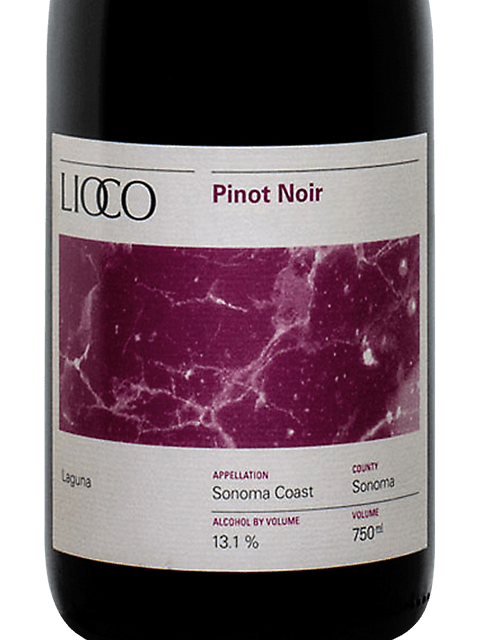 LIOCO
Pinot Noir
Laguna
APPELLATION
Sonoma Coast
COUNTY
Sonoma
ALCOHOL BY VOLUME
13.1 %
VOLUME
750ml